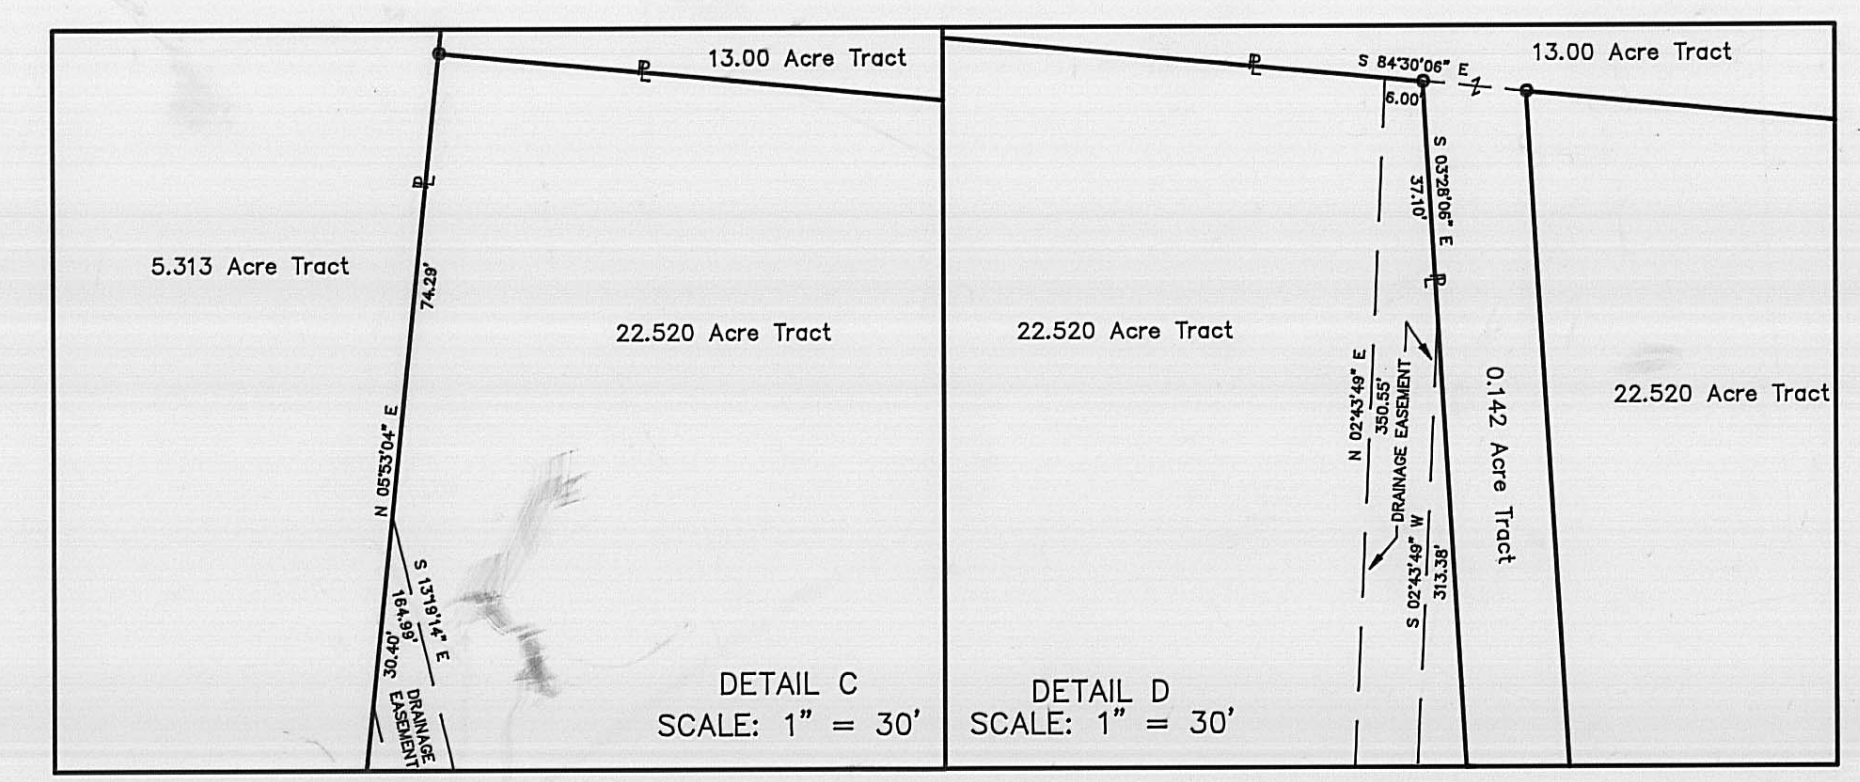 13.00 Acre Tract
PL
PL
5.313 Acre Tract
74.29'
22.520 Acre Tract
N 05°53'04" E
S 13°19'14" E
164.99'
30.40'
DRAINAGE
EASEMENT
DETAIL C
SCALE: 1" = 30'
13.00 Acre Tract
PL
S 84°30'06" E
6.00'
S 03°28'06" E
37.10'
PL
22.520 Acre Tract
N 02°43'49" E
350.55'
DRAINAGE EASEMENT
S 02°43'49" W
313.38'
0.142 Acre Tract
22.520 Acre Tract
DETAIL D
SCALE: 1" = 30'